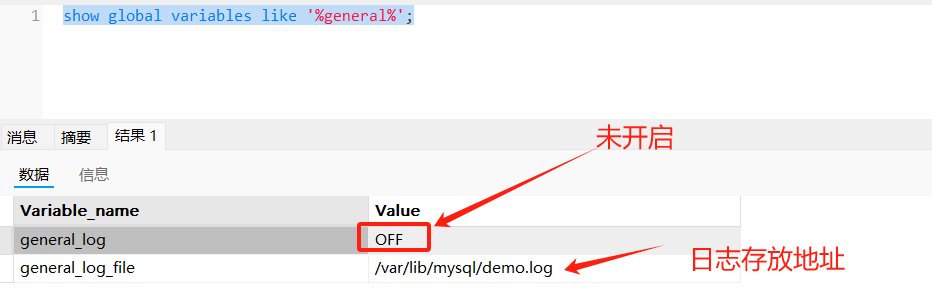 1 show global variables like '%general%';
消息 摘要 结果 1
未开启
数据 信息
Variable_name Value
general_log OFF
general_log_file /var/lib/mysql/demo.log
日志存放地址